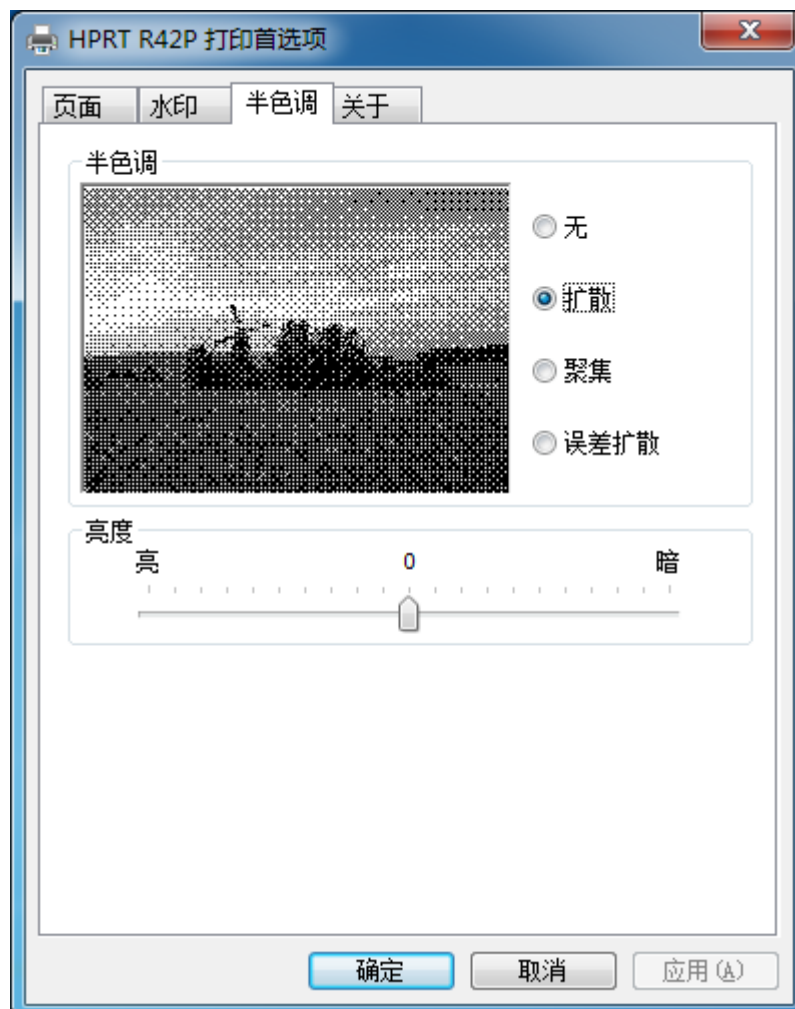 HPRT R42P 打印首选项
页面 水印 半色调 关于
半色调
无
扩散
聚集
误差扩散
亮度
亮 0 暗
确定 取消 应用(A)